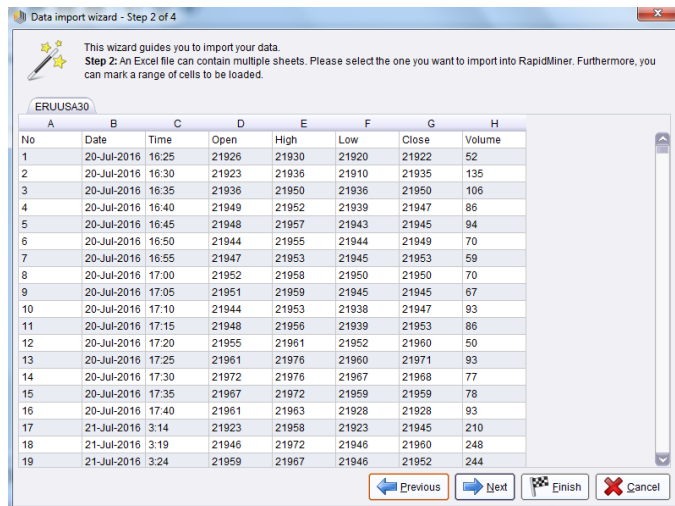 Data import wizard - Step 2 of 4
This wizard guides you to import your data.
Step 2: An Excel file can contain multiple sheets. Please select the one you want to import into RapidMiner. Furthermore, you
can mark a range of cells to be loaded.
ERUUSA30
A B C D E F G H
No Date Time Open High Low Close Volume
1 20-Jul-2016 16:25 21926 21930 21920 21922 52
2 20-Jul-2016 16:30 21923 21936 21910 21935 135
3 20-Jul-2016 16:35 21936 21950 21936 21950 106
4 20-Jul-2016 16:40 21949 21952 21939 21947 86
5 20-Jul-2016 16:45 21948 21957 21943 21945 94
6 20-Jul-2016 16:50 21944 21955 21944 21949 70
7 20-Jul-2016 16:55 21947 21953 21945 21953 59
8 20-Jul-2016 17:00 21952 21958 21950 21950 70
9 20-Jul-2016 17:05 21951 21959 21945 21945 67
10 20-Jul-2016 17:10 21944 21953 21938 21947 93
11 20-Jul-2016 17:15 21948 21956 21939 21953 86
12 20-Jul-2016 17:20 21955 21961 21952 21960 50
13 20-Jul-2016 17:25 21961 21976 21960 21971 93
14 20-Jul-2016 17:30 21972 21976 21967 21968 77
15 20-Jul-2016 17:35 21967 21972 21959 21959 78
16 20-Jul-2016 17:40 21961 21963 21928 21928 93
17 21-Jul-2016 3:14 21923 21958 21923 21945 210
18 21-Jul-2016 3:19 21946 21972 21946 21960 248
19 21-Jul-2016 3:24 21959 21967 21946 21952 244
Previous Next Finish Cancel